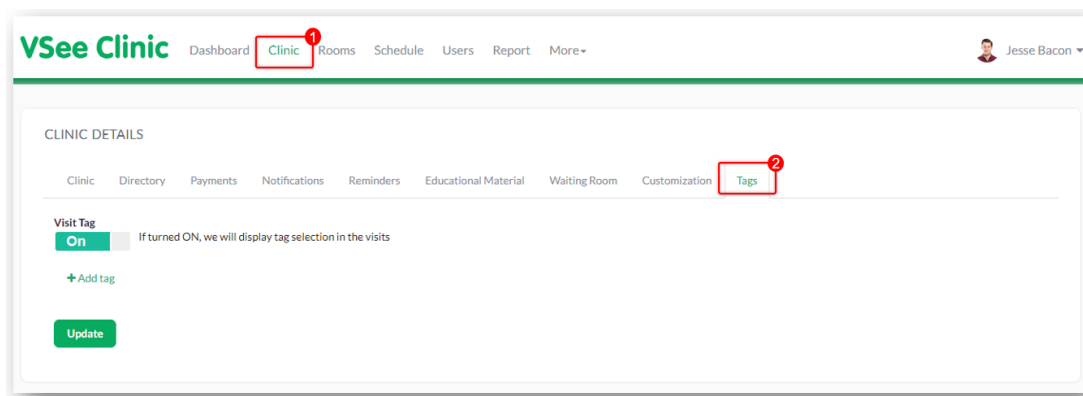 VSee Clinic Dashboard Clinic 1 Rooms Schedule Users Report More Jesse Bacon
CLINIC DETAILS
Clinic Directory Payments Notifications Reminders Educational Material Waiting Room Customization Tags 2
Visit Tag
On If turned ON, we will display tag selection in the visits
+ Add tag
Update